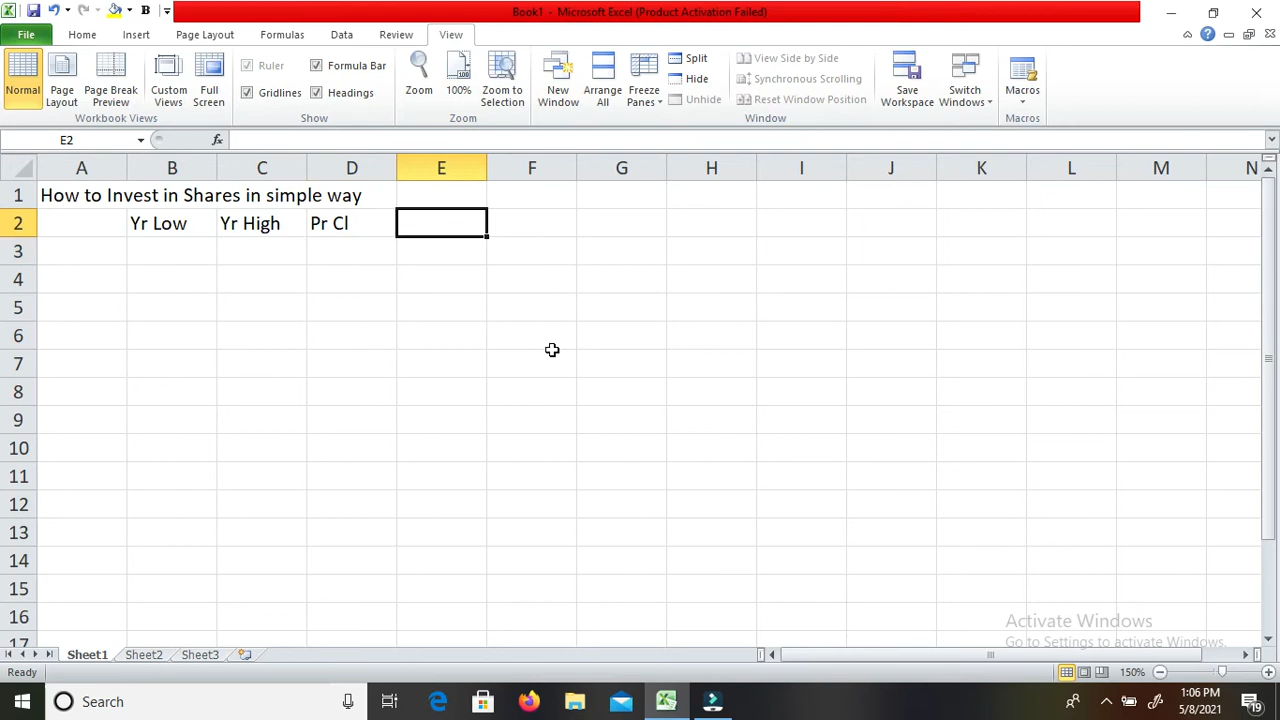 Book1 - Microsoft Excel (Product Activation Failed)
File Home Insert Page Layout Formulas Data Review View
Normal
Page Layout
Page Break Preview
Custom Views
Full Screen
Workbook Views
Ruler
Formula Bar
Gridlines
Headings
Show
Zoom
100%
Zoom to Selection
Zoom
New Window
Arrange All
Freeze Panes
Split
Hide
Unhide
View Side by Side
Synchronous Scrolling
Reset Window Position
Window
Save Workspace
Switch Windows
Macros
Macros
E2 fx
A B C D E F G H I J K L M N
1 How to Invest in Shares in simple way
2 Yr Low Yr High Pr Cl
3
4
5
6
7
8
9
10
11
12
13
14
15
16
17
Activate Windows
Go to Settings to activate Windows.
Sheet1 Sheet2 Sheet3
Ready 150%
Search
1:06 PM
5/8/2021
19